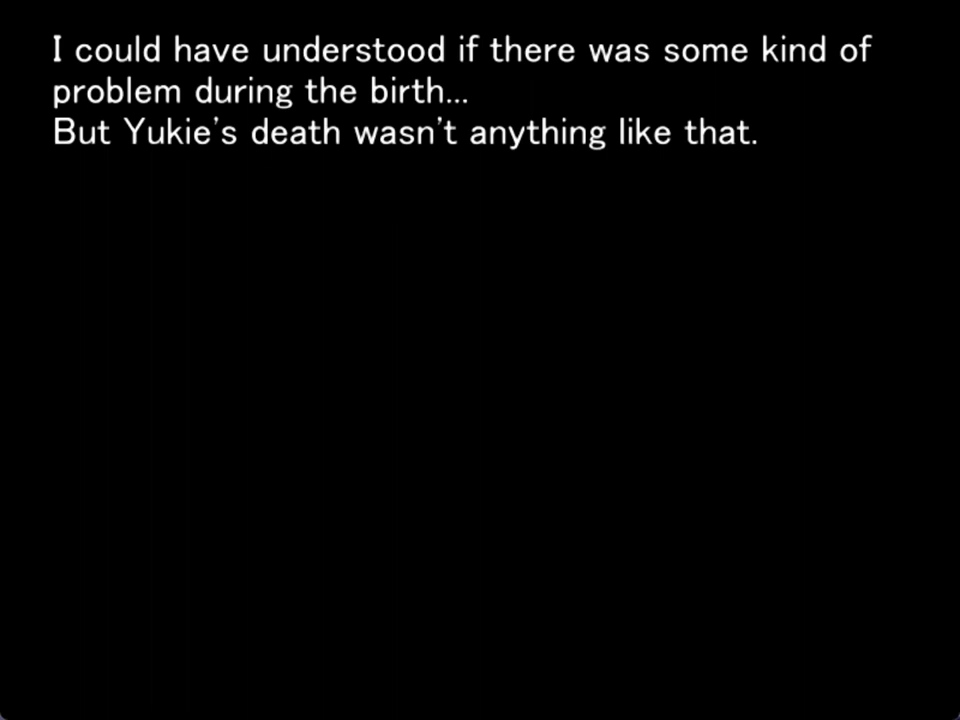 I could have understood if there was some kind of
problem during the birth...
But Yukie's death wasn't anything like that.